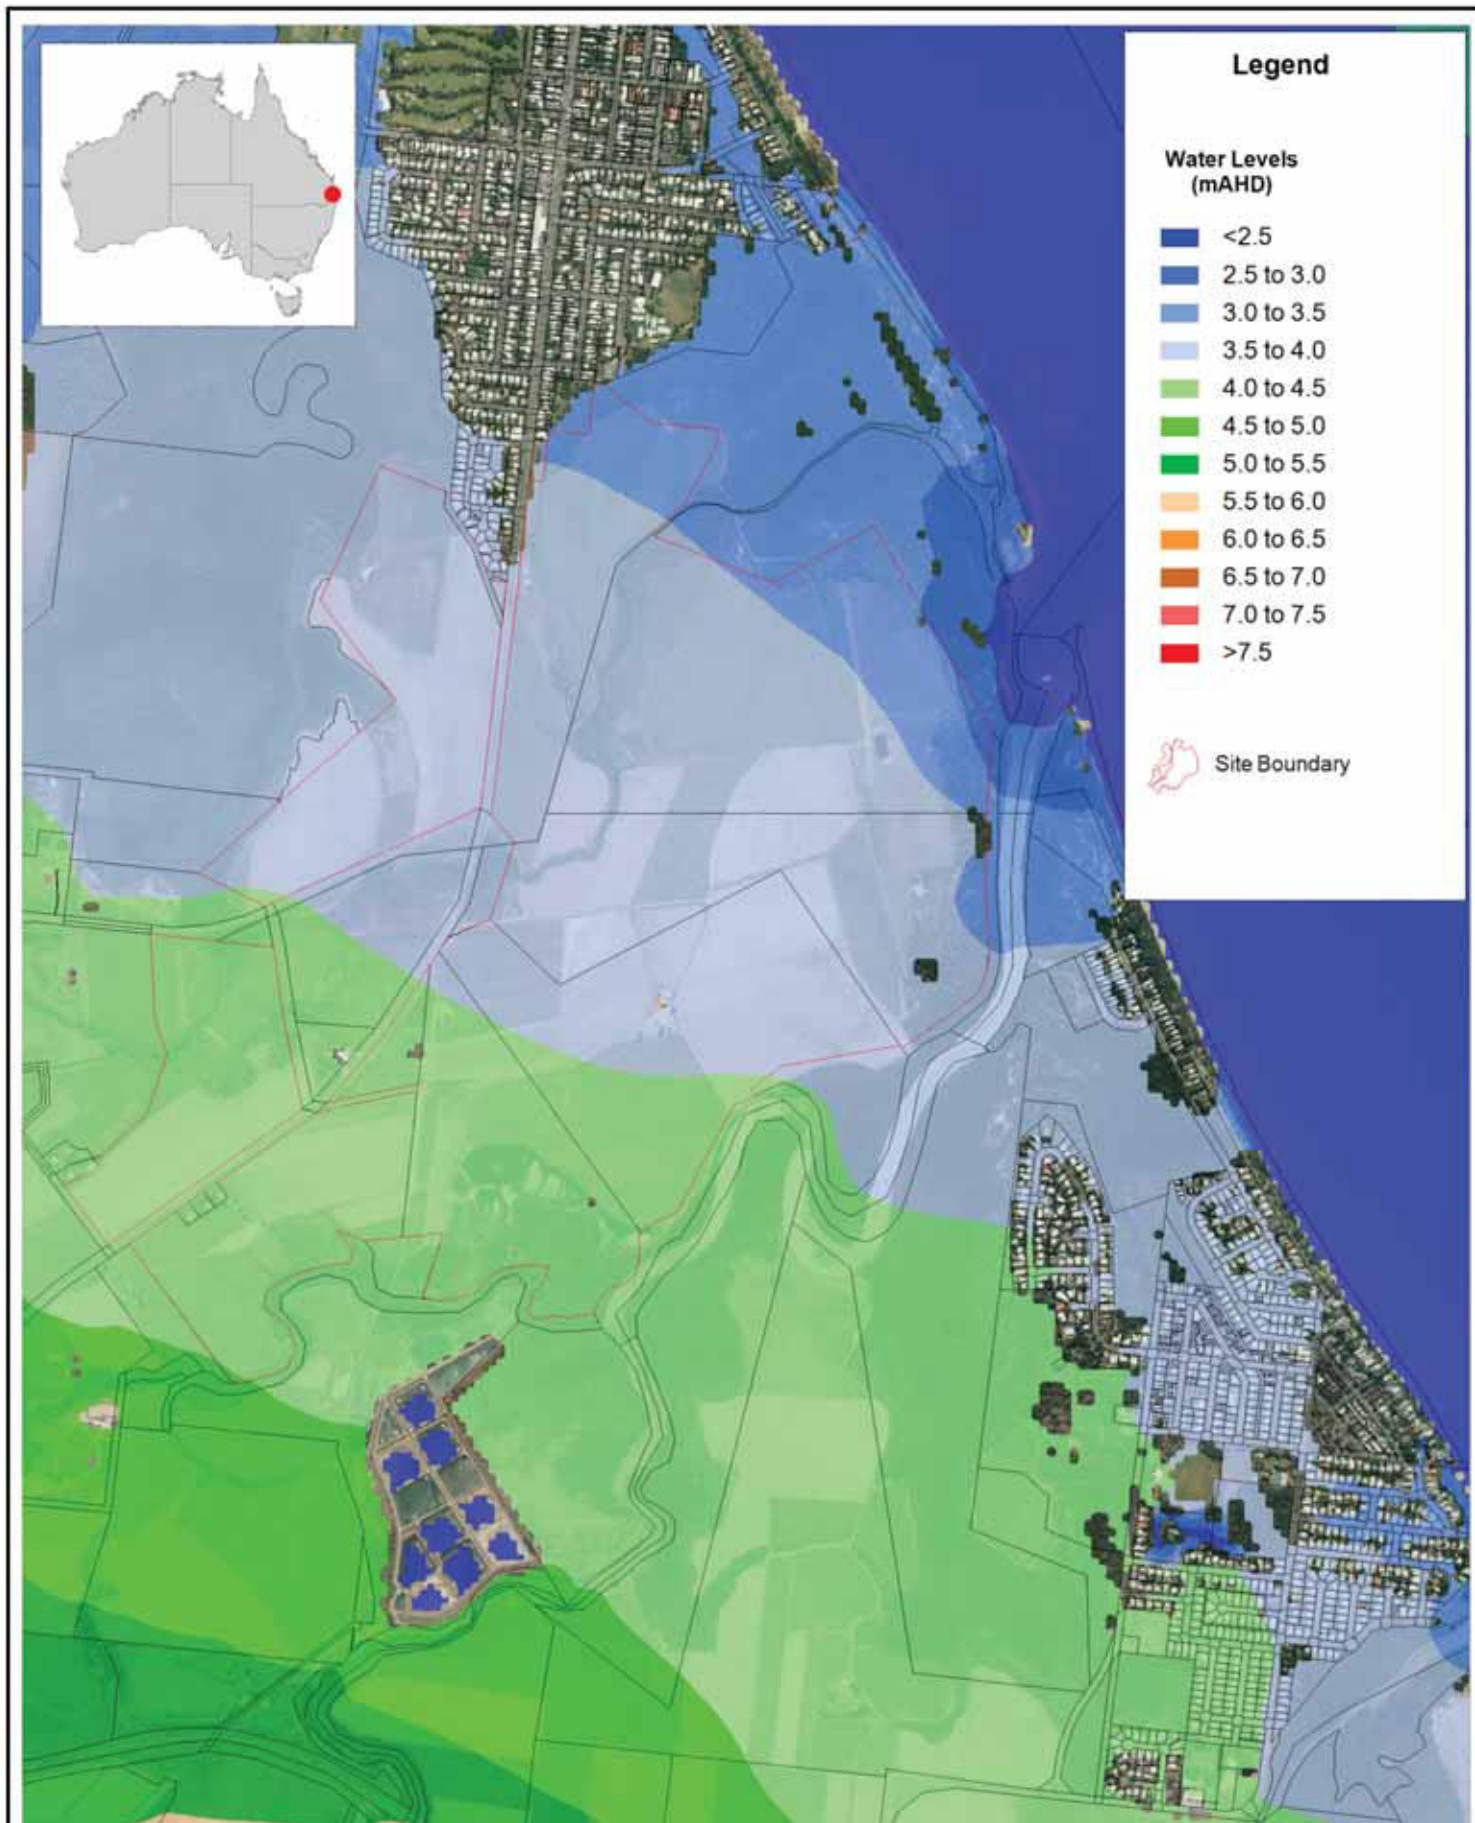 Legend
Water Levels
(mAHD)
<2.5
2.5 to 3.0
3.0 to 3.5
3.5 to 4.0
4.0 to 4.5
4.5 to 5.0
5.0 to 5.5
5.5 to 6.0
6.0 to 6.5
6.5 to 7.0
7.0 to 7.5
>7.5
Site Boundary